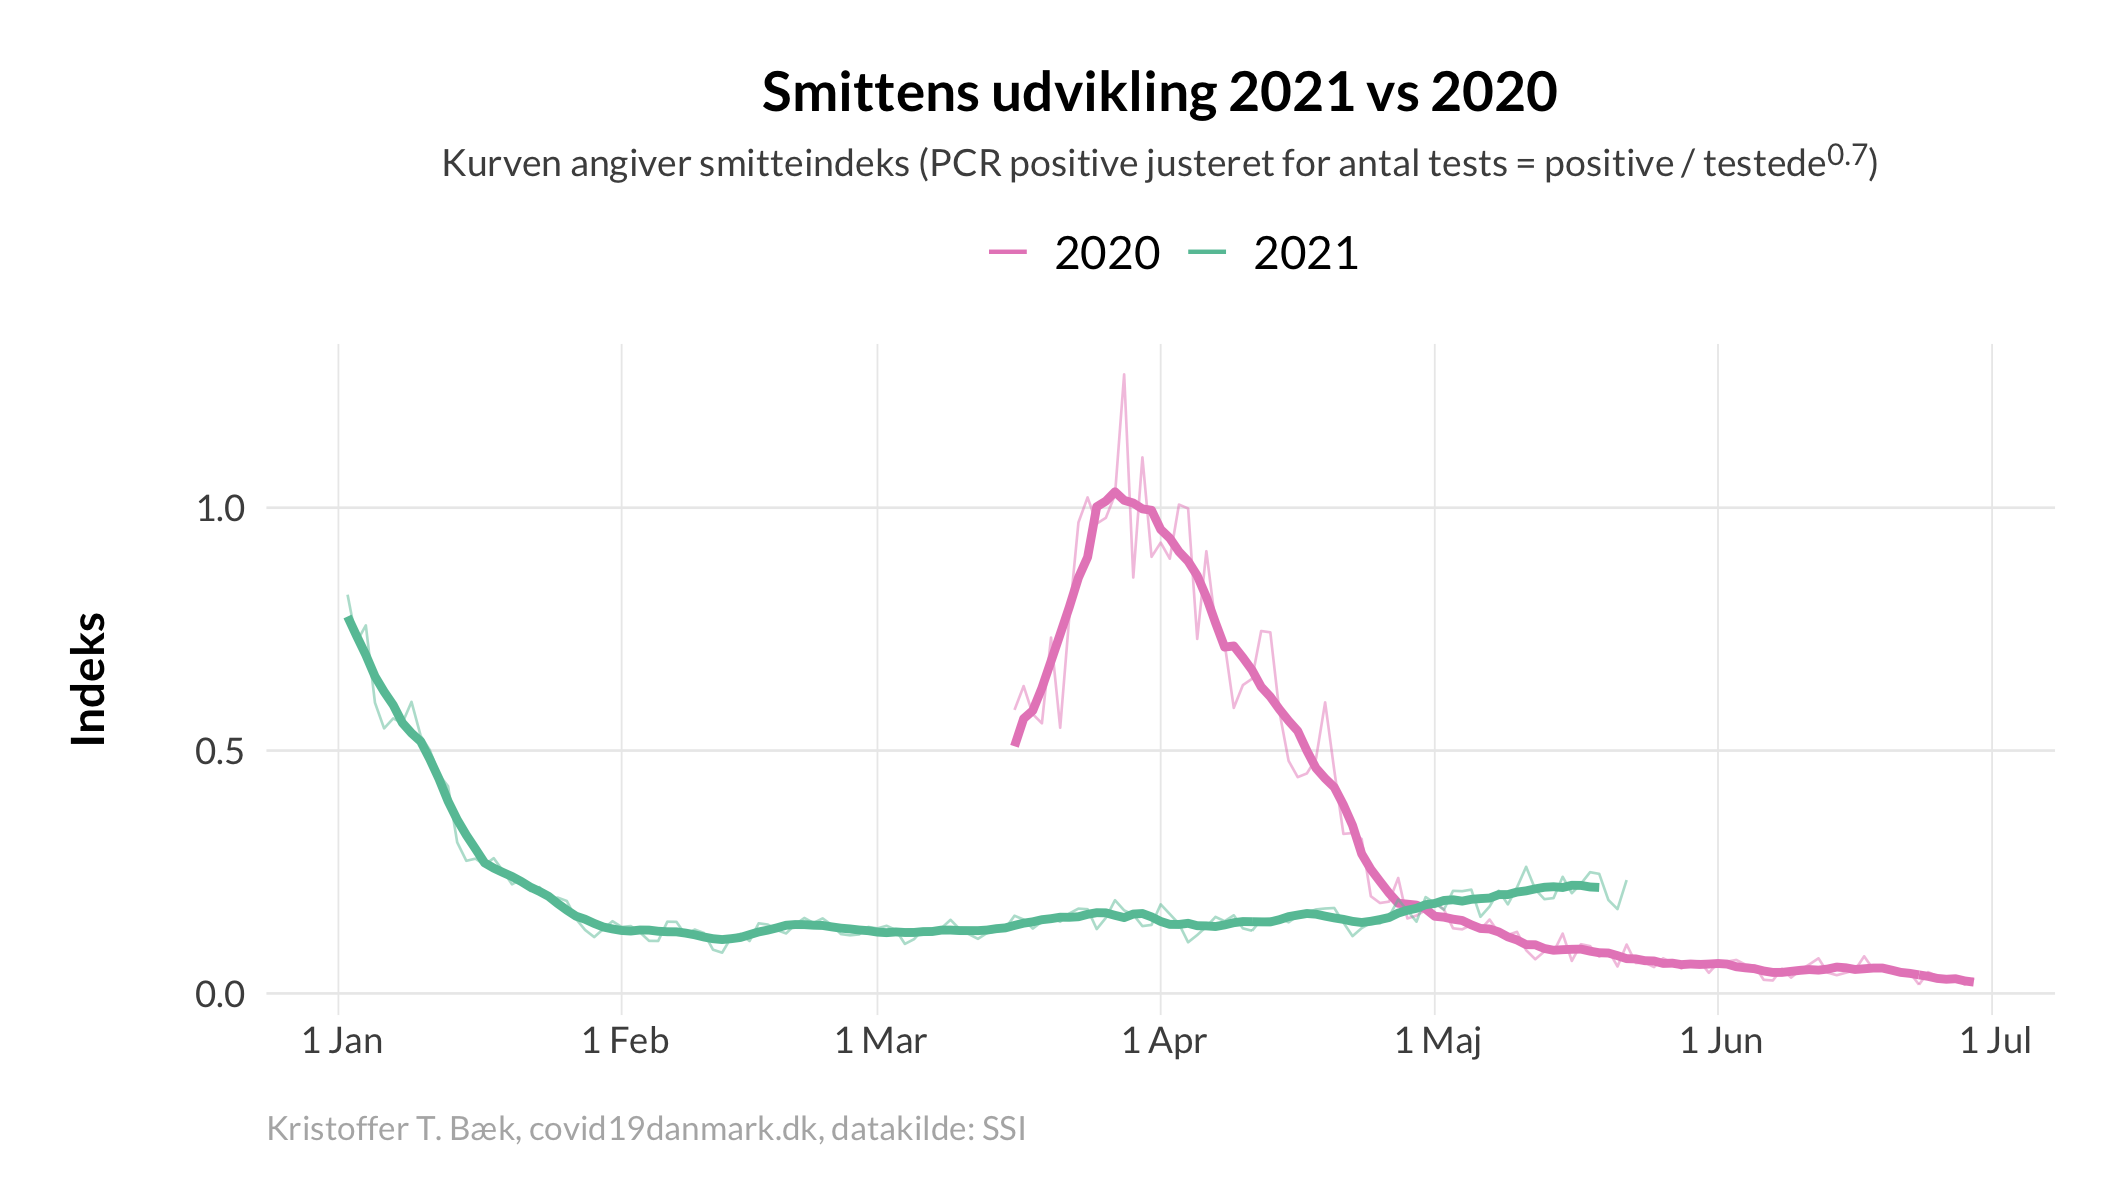 Smittens udvikling 2021 vs 2020
Kurven angiver smitteindeks (PCR positive justeret for antal tests = positive / testede^0.7)
2020 2021
Indeks
1.0
0.5
0.0
1 Jan 1 Feb 1 Mar 1 Apr 1 Maj 1 Jun 1 Jul
Kristoffer T. Bæk, covid19danmark.dk, datakilde: SSI